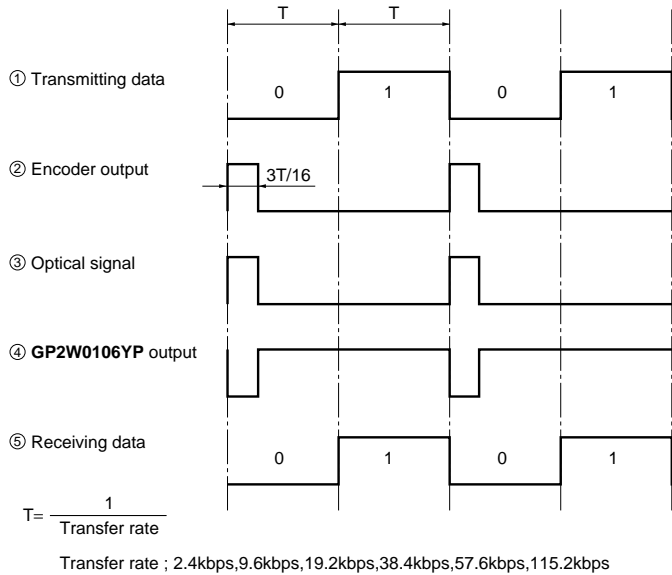 T T
① Transmitting data
0 1 0 1
② Encoder output
3T/16
③ Optical signal
④ GP2W0106YP output
⑤ Receiving data
0 1 0 1
T= 1
Transfer rate
Transfer rate ; 2.4kbps,9.6kbps,19.2kbps,38.4kbps,57.6kbps,115.2kbps